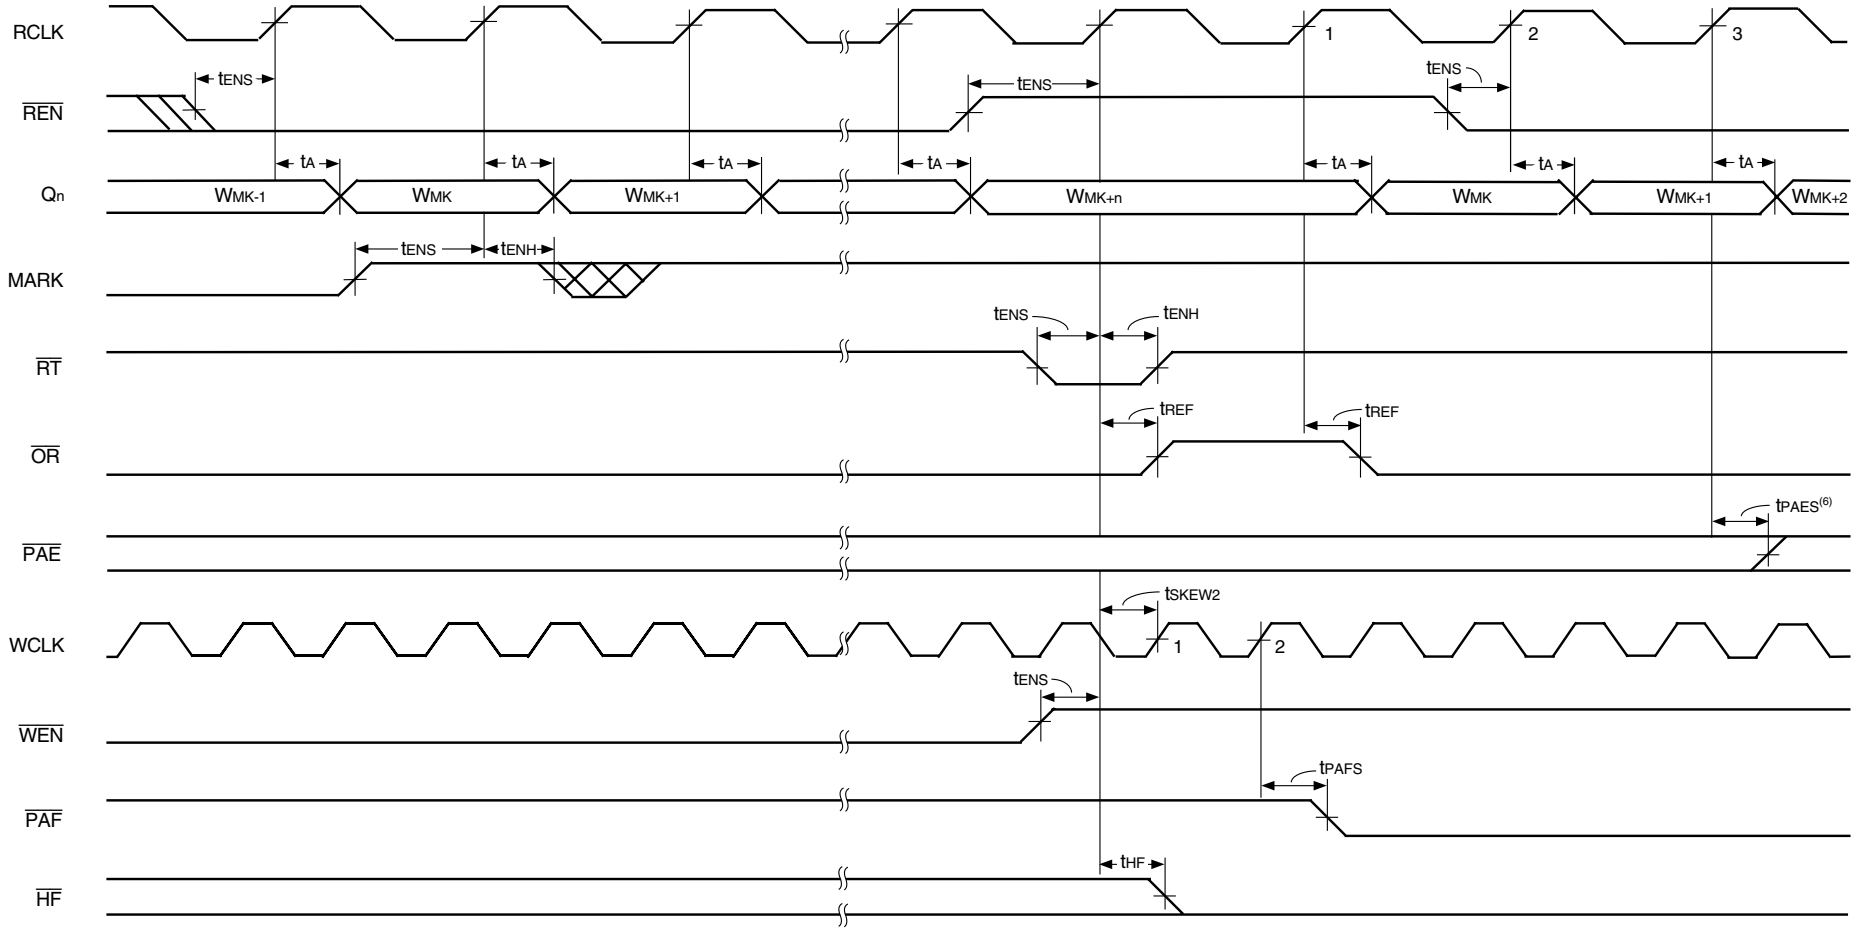 RCLK
1
2
3
tENS
tENS
tENS
REN
tA
tA
tA
tA
tA
tA
tA
Qn
WMK-1
WMK
WMK+1
WMK+n
WMK
WMK+1
WMK+2
tENS
tENH
MARK
tENS
tENH
RT
tREF
tREF
OR
tPAES(6)
PAE
tSKEW2
WCLK
1
2
tENS
WEN
tPAFS
PAF
tHF
HF